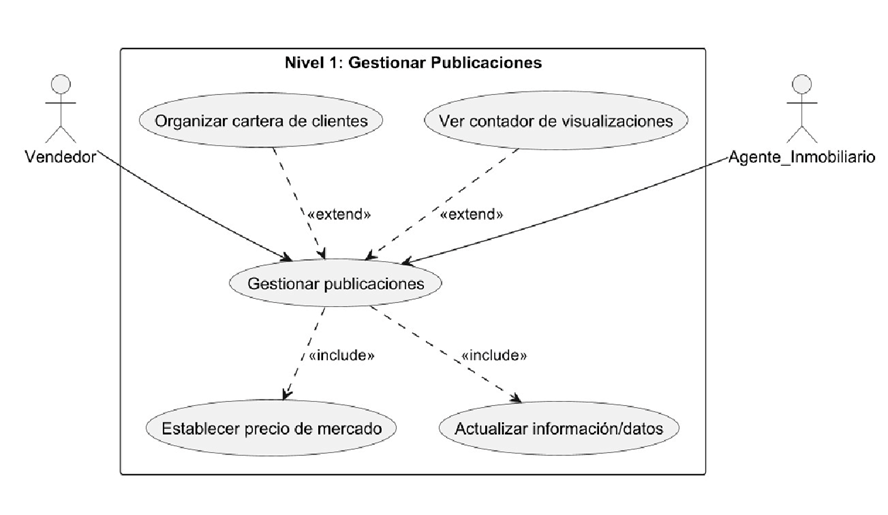 Nivel 1: Gestionar Publicaciones
Organizar cartera de clientes
Ver contador de visualizaciones
Vendedor
Agente_Inmobiliario
«extend»
«extend»
Gestionar publicaciones
«include»
«include»
Establecer precio de mercado
Actualizar información/datos